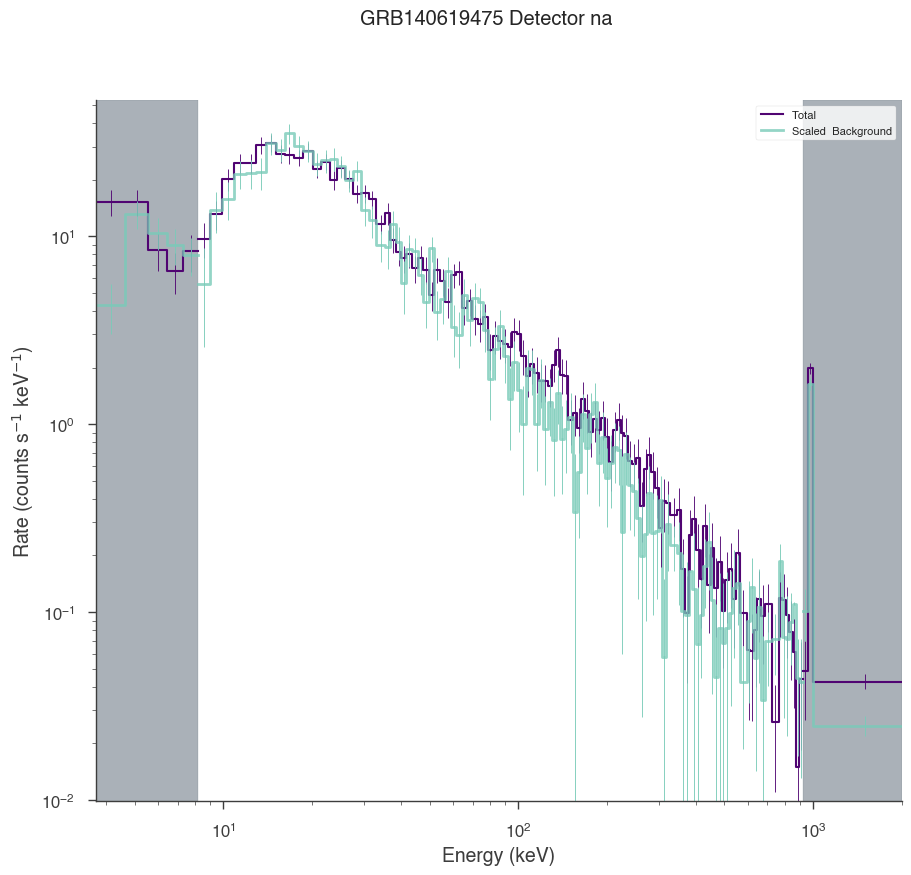 GRB140619475 Detector na
Total
Scaled Background
10¹
10⁰
10⁻¹
10⁻²
Rate (counts s⁻¹ keV⁻¹)
10¹
10²
10³
Energy (keV)